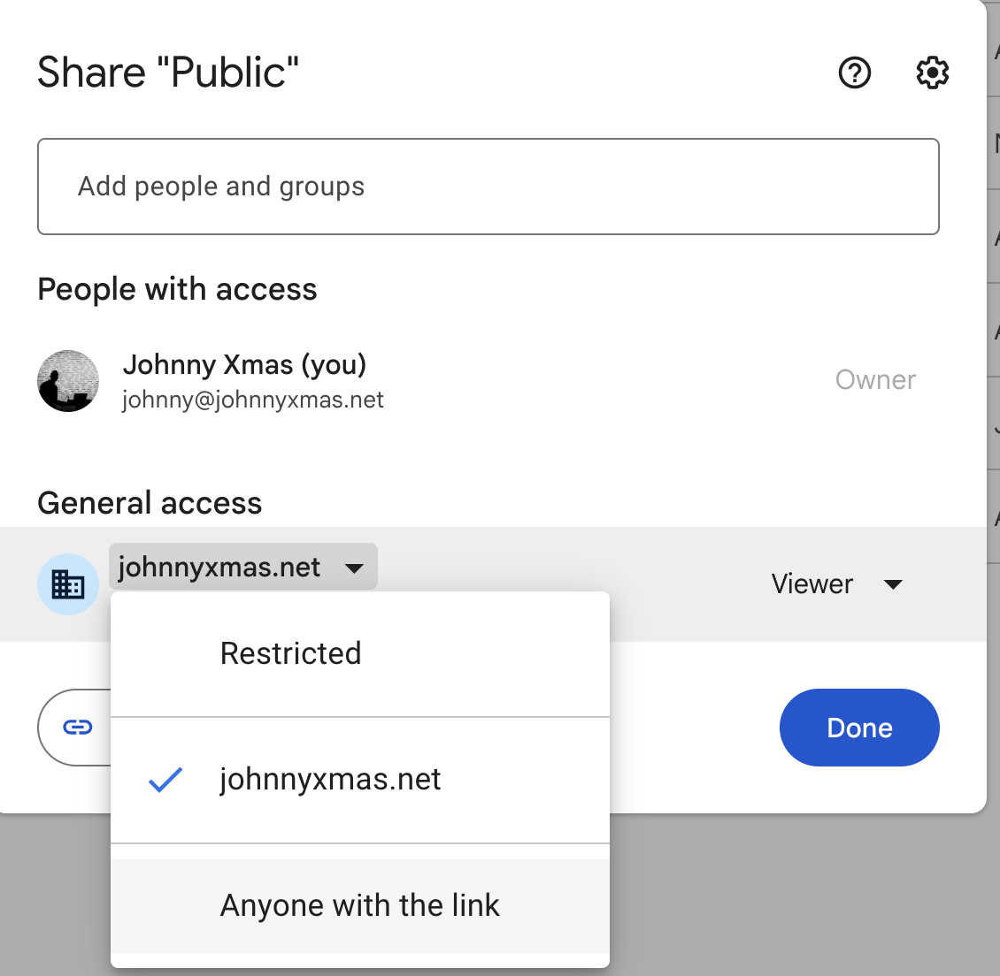 Share "Public"
Add people and groups
People with access
Johnny Xmas (you)
johnny@johnnyxmas.net
Owner
General access
johnnyxmas.net
Viewer
Restricted
johnnyxmas.net
Anyone with the link
Done